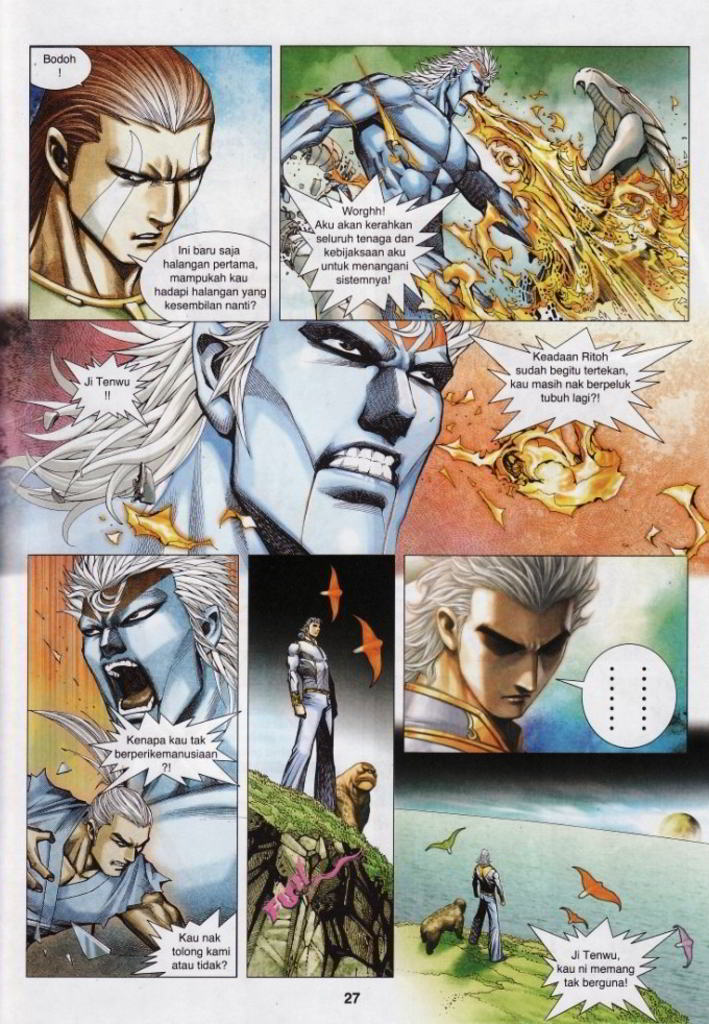 Bodoh
!
Ini baru saja
halangan pertama,
mampukah kau
hadapi halangan yang
kesembilan nanti?
Worghh!
Aku akan kerahkan
seluruh tenaga dan
kebijaksaan aku
untuk menangani
sistemnya!
Ji Tenwu
!!
Keadaan Ritoh
sudah begitu tertekan,
kau masih nak berpeluk
tubuh lagi?!
Kenapa kau tak
berperikemanusiaan
?!
Kau nak
tolong kami
atau tidak?
FUH!
Ji Tenwu,
kau ni memang
tak berguna!
27